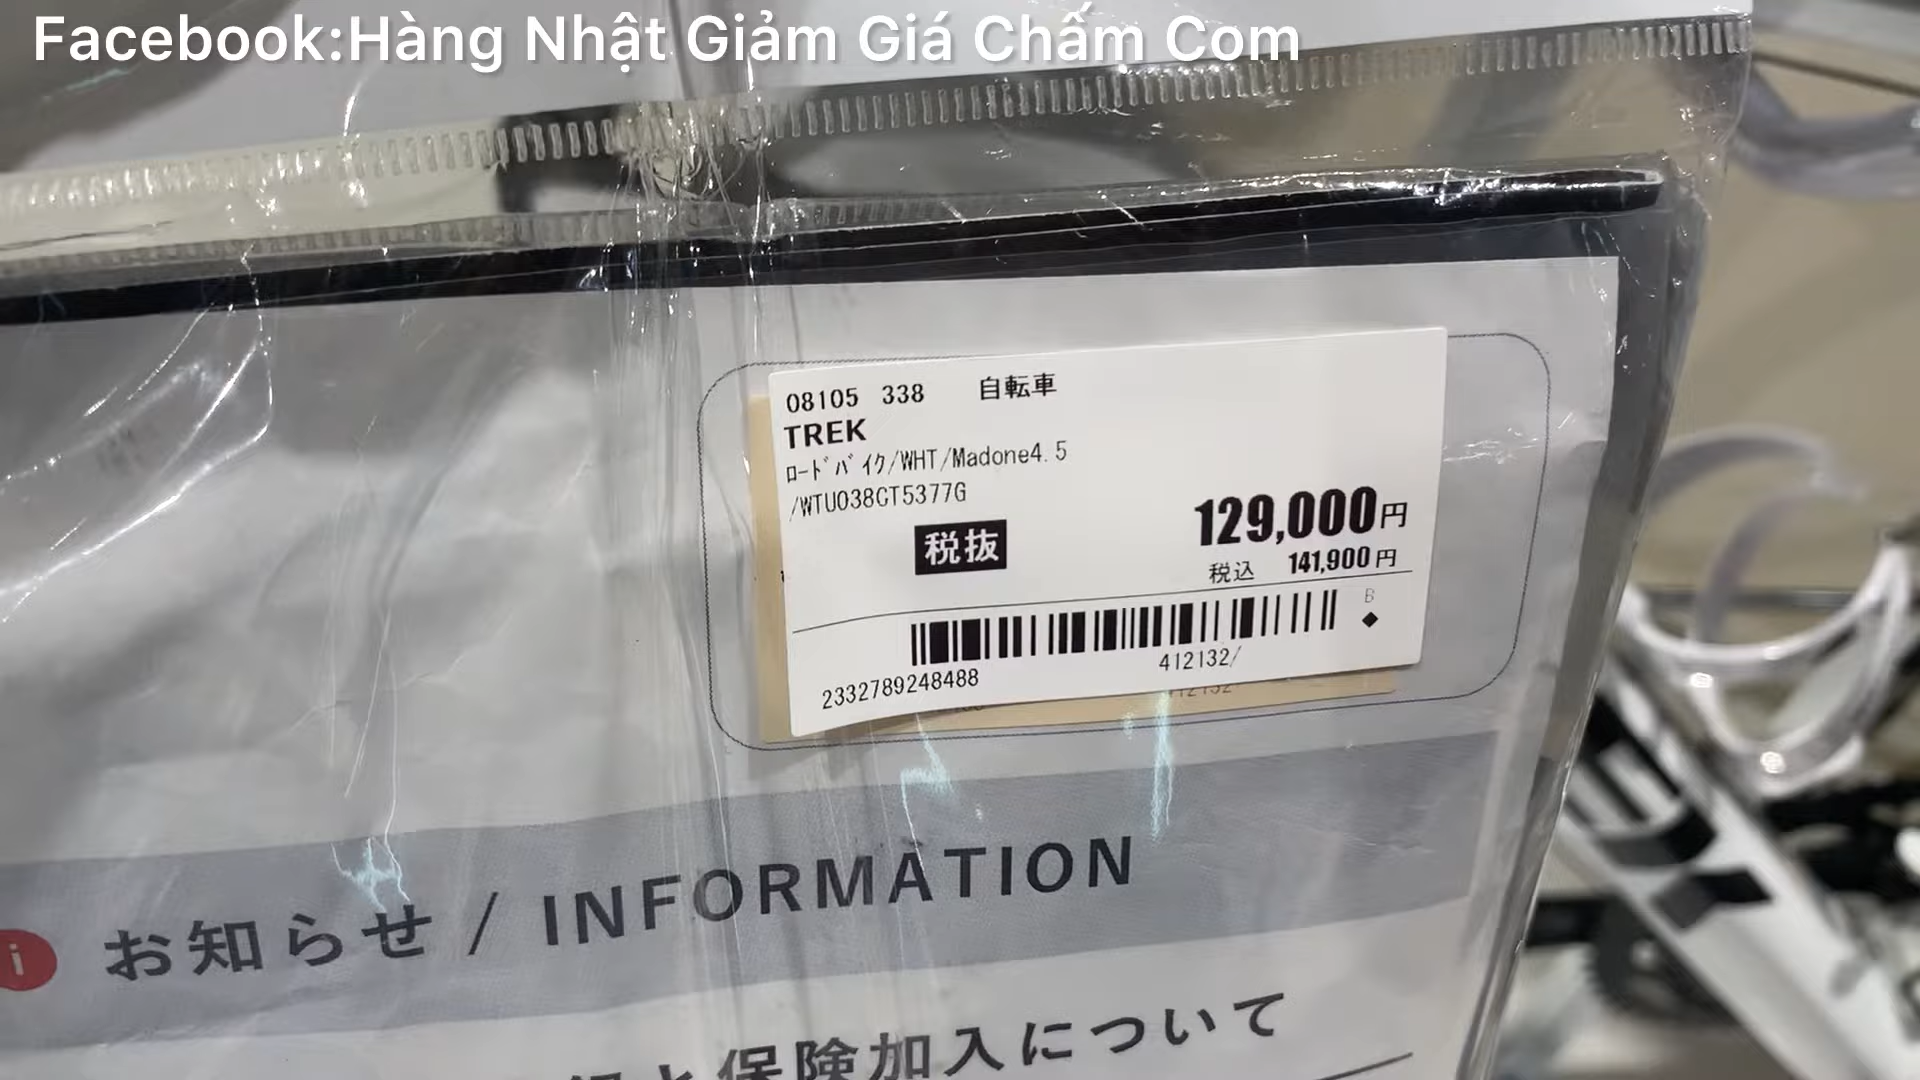 Facebook:Hàng Nhật Giảm Giá Chấm Com
08105 338 自転車
TREK
ﾛｰﾄﾞﾊﾞｲｸ/WHT/Madone4.5
/WTU038CT5377G
税抜 129,000円
税込 141,900円
B
◆
412132/
2332789248488
i お知らせ / INFORMATION
保険加入について